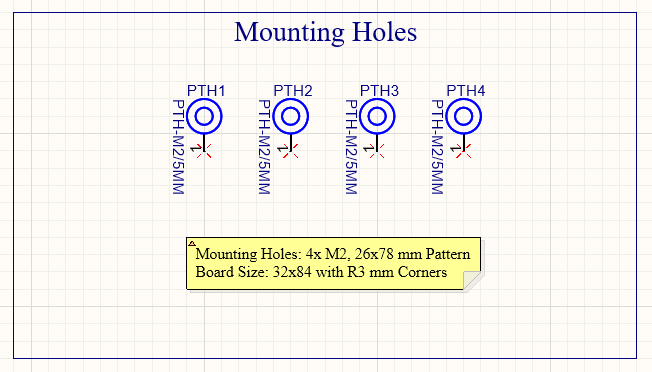 Mounting Holes
PTH1
PTH2
PTH3
PTH4
PTH-M2/5MM
PTH-M2/5MM
PTH-M2/5MM
PTH-M2/5MM
1
1
1
1
Mounting Holes: 4x M2, 26x78 mm Pattern
Board Size: 32x84 with R3 mm Corners